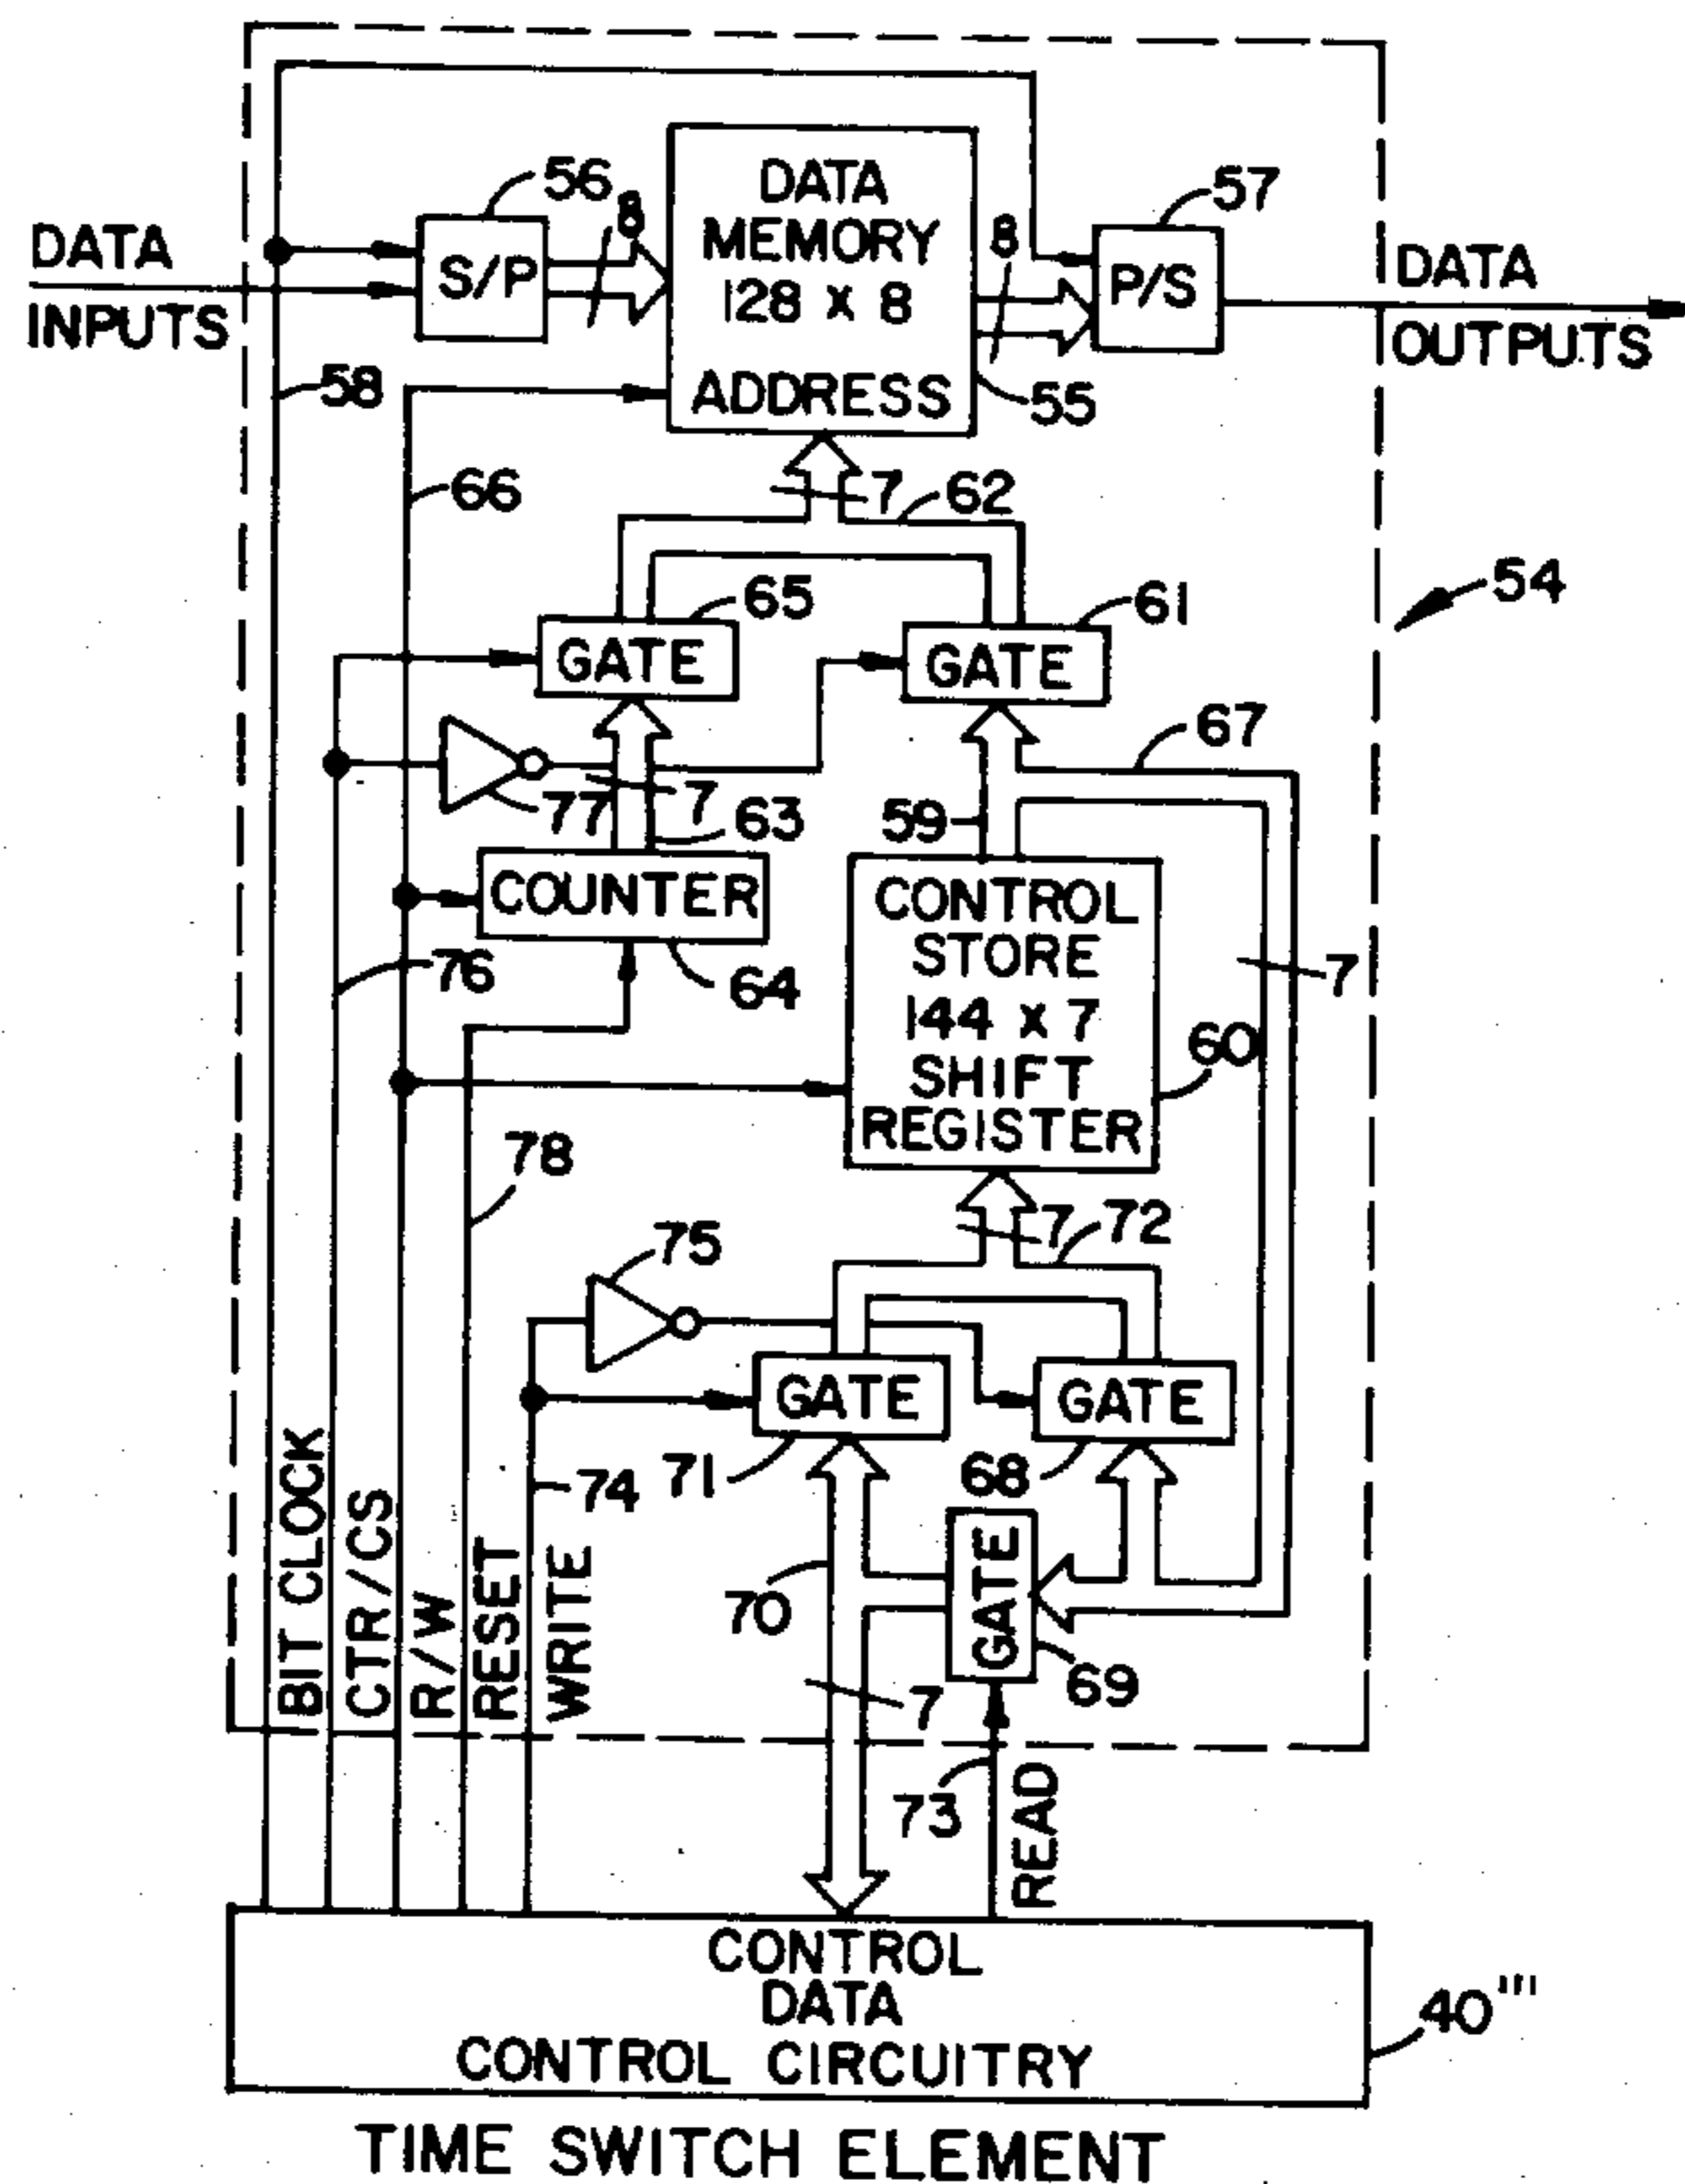 DATA
INPUTS
56
S/P
8
DATA
MEMORY
128 x 8
ADDRESS
8
57
P/S
DATA
OUTPUTS
55
58
66
7
62
54
65
GATE
61
GATE
67
77
7
63
59
COUNTER
64
76
CONTROL
STORE
144 x 7
SHIFT
REGISTER
60
7
78
7
72
75
GATE
71
GATE
68
74
70
GATE
69
7
BIT CLOCK
CTR/CS
R/W
RESET
WRITE
73
READ
CONTROL
DATA
CONTROL CIRCUITRY
40'''
TIME SWITCH ELEMENT